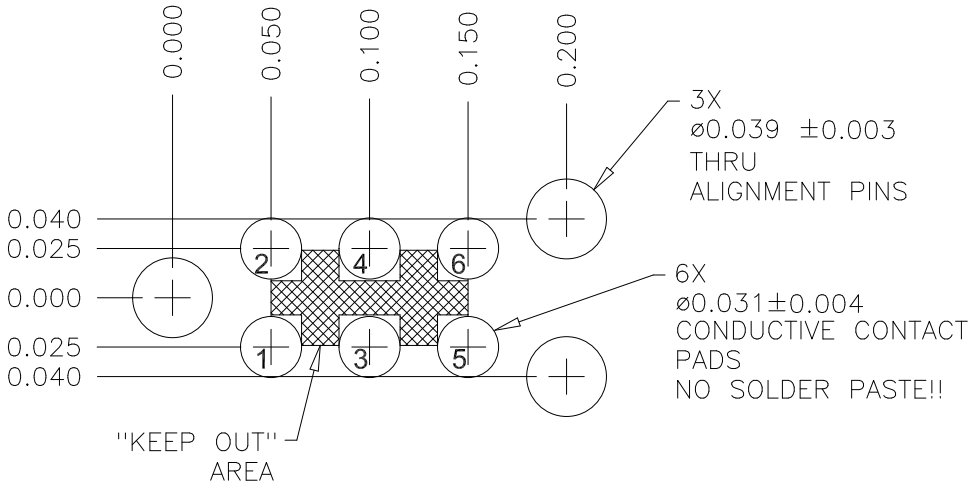 0.000
0.050
0.100
0.150
0.200
3X
ø0.039 ±0.003
THRU
ALIGNMENT PINS
0.040
0.025
0.000
0.025
0.040
2
4
6
1
3
5
6X
ø0.031±0.004
CONDUCTIVE CONTACT
PADS
NO SOLDER PASTE!!
"KEEP OUT"
AREA